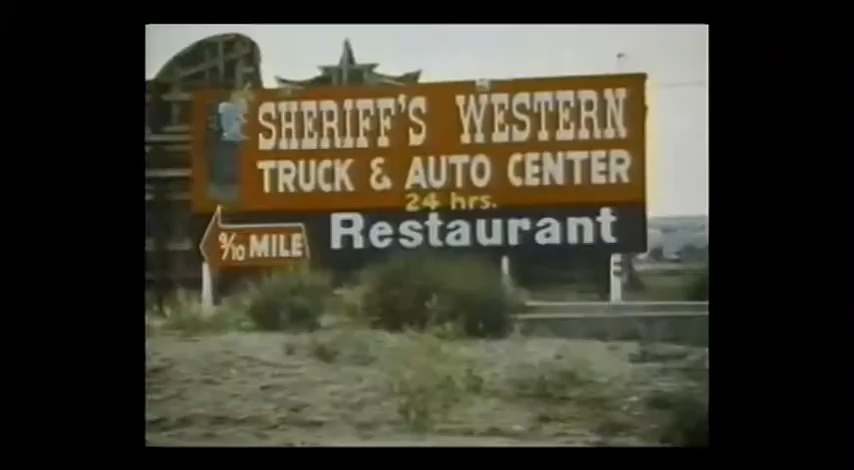 SHERIFF'S WESTERN
TRUCK & AUTO CENTER
24 hrs.
Restaurant
9/10 MILE